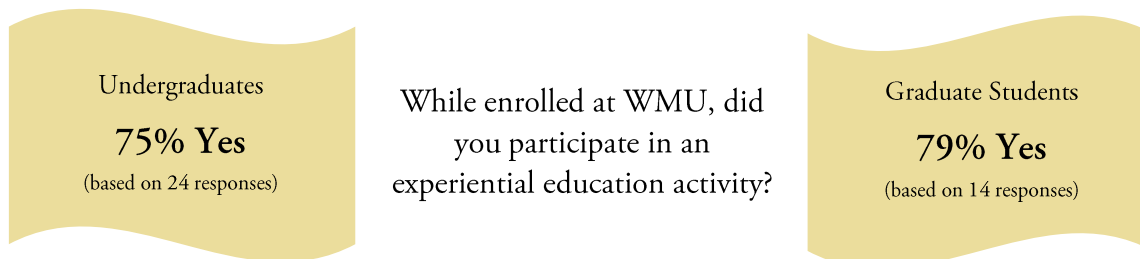 Undergraduates
75% Yes
(based on 24 responses)
While enrolled at WMU, did
you participate in an
experiential education activity?
Graduate Students
79% Yes
(based on 14 responses)